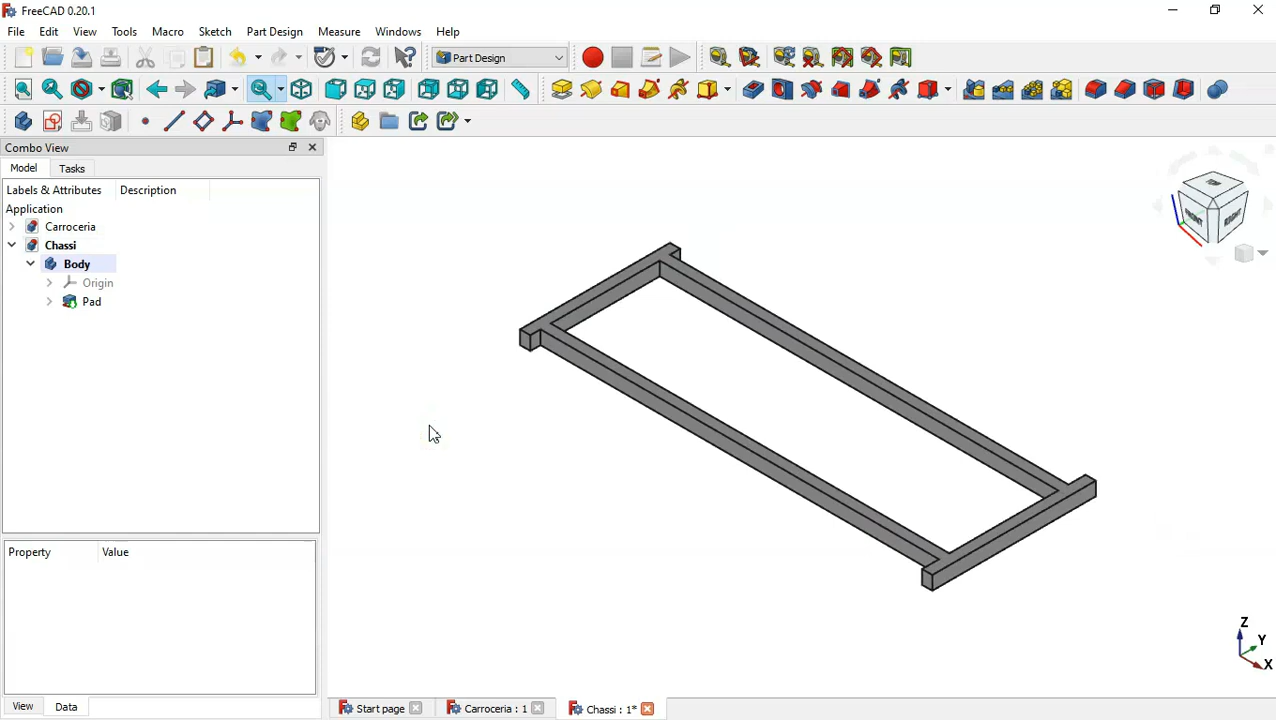 FreeCAD 0.20.1
File Edit View Tools Macro Sketch Part Design Measure Windows Help
Part Design
Combo View
Model Tasks
Labels & Attributes Description
Application
Carroceria
Chassi
Body
Origin
Pad
FRONT RIGHT
Property Value
Z
Y
X
View Data
Start page Carroceria : 1 Chassi : 1*